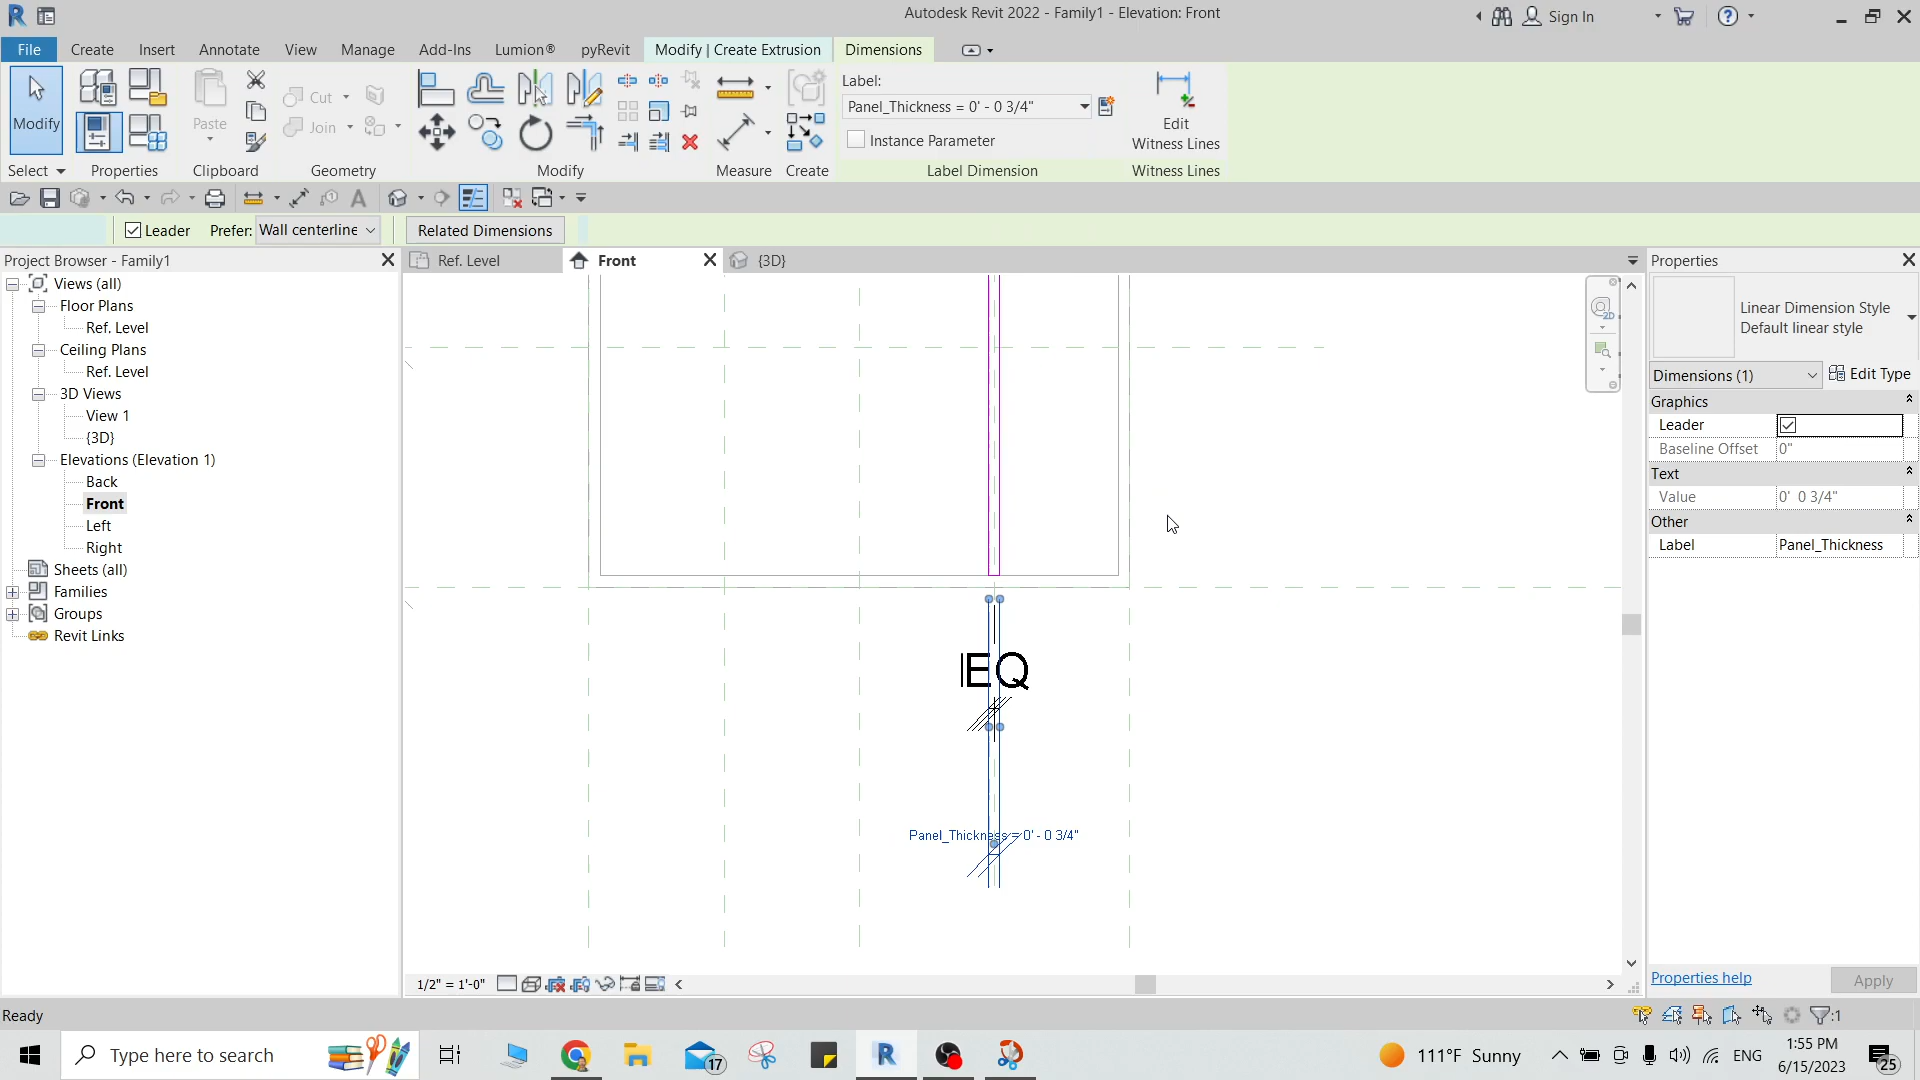 Autodesk Revit 2022 - Family1 - Elevation: Front
Sign In
File Create Insert Annotate View Manage Add-Ins Lumion® pyRevit Modify | Create Extrusion Dimensions
Modify
Paste
Cut
Join
Label:
Panel_Thickness = 0' - 0 3/4"
Instance Parameter
Edit
Witness Lines
Select Properties Clipboard Geometry Modify Measure Create Label Dimension Witness Lines
Leader Prefer: Wall centerline Related Dimensions
Project Browser - Family1
Ref. Level Front {3D}
Views (all)
Floor Plans
Ref. Level
Ceiling Plans
Ref. Level
3D Views
View 1
{3D}
Elevations (Elevation 1)
Back
Front
Left
Right
Sheets (all)
Families
Groups
Revit Links
EQ
Panel_Thickness = 0' - 0 3/4"
Properties
Linear Dimension Style
Default linear style
Dimensions (1) Edit Type
Graphics
Leader
Baseline Offset 0"
Text
Value 0' 0 3/4"
Other
Label Panel_Thickness
Properties help Apply
1/2" = 1'-0"
Ready
:1
Type here to search
17
111°F Sunny
ENG
1:55 PM
6/15/2023
25